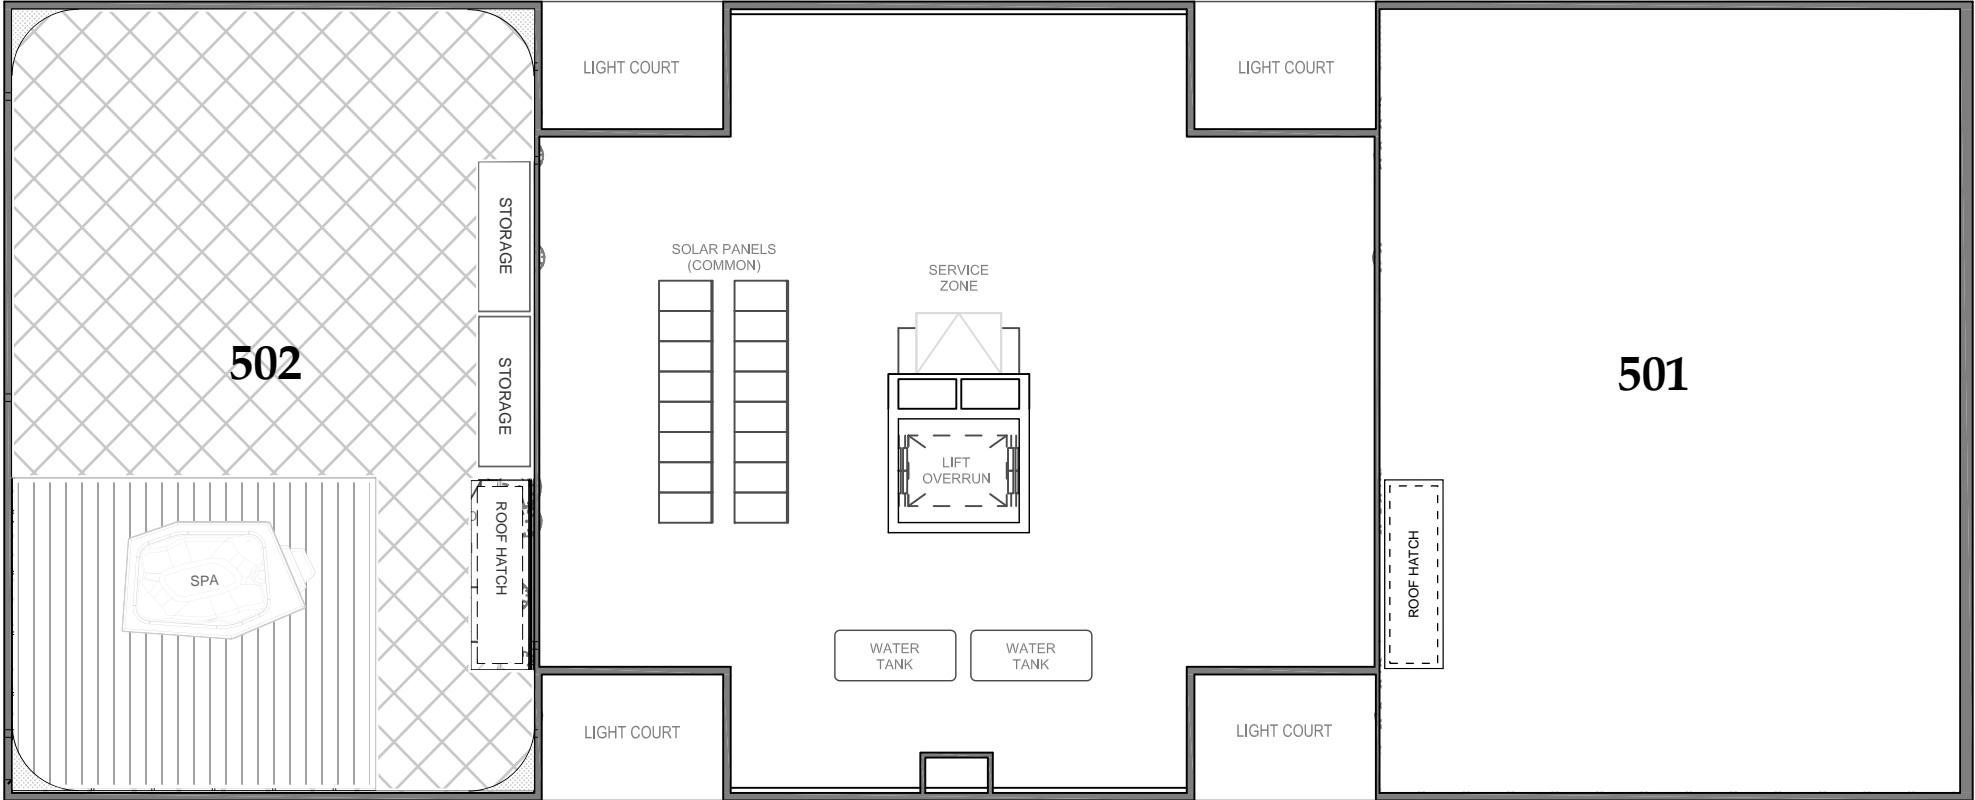 LIGHT COURT
LIGHT COURT
STORAGE
SOLAR PANELS
(COMMON)
SERVICE
ZONE
502
STORAGE
501
LIFT
OVERRUN
ROOF HATCH
SPA
ROOF HATCH
WATER
TANK
WATER
TANK
LIGHT COURT
LIGHT COURT